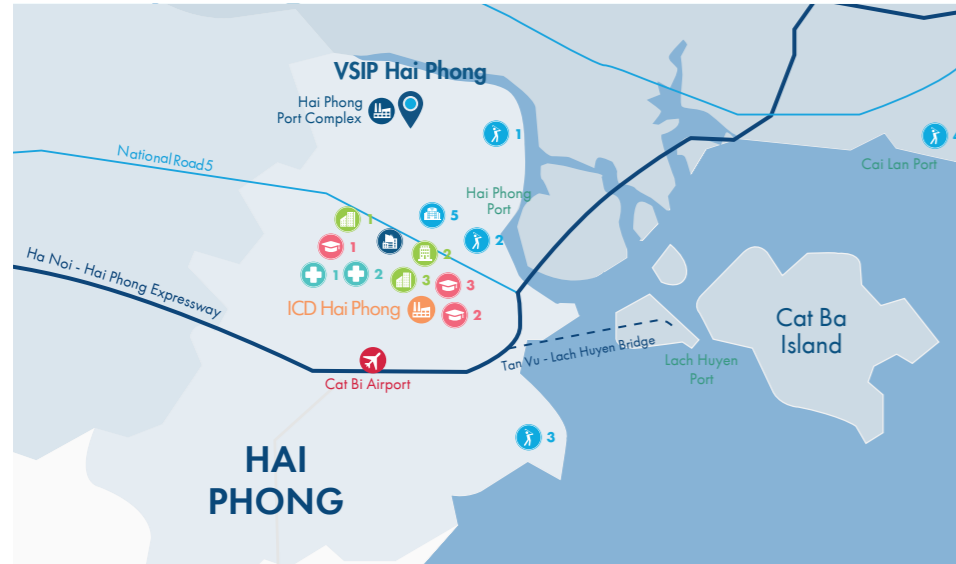 VSIP Hai Phong
Hai Phong
Port Complex
1
4
Cai Lan Port
National Road 5
Hai Phong
Port
1
5
1
2
2
1
2
3
3
ICD Hai Phong
2
Ha Noi - Hai Phong Expressway
Cat Ba
Island
Tan Vu - Lach Huyen Bridge
Lach Huyen
Port
Cat Bi Airport
3
HAI
PHONG